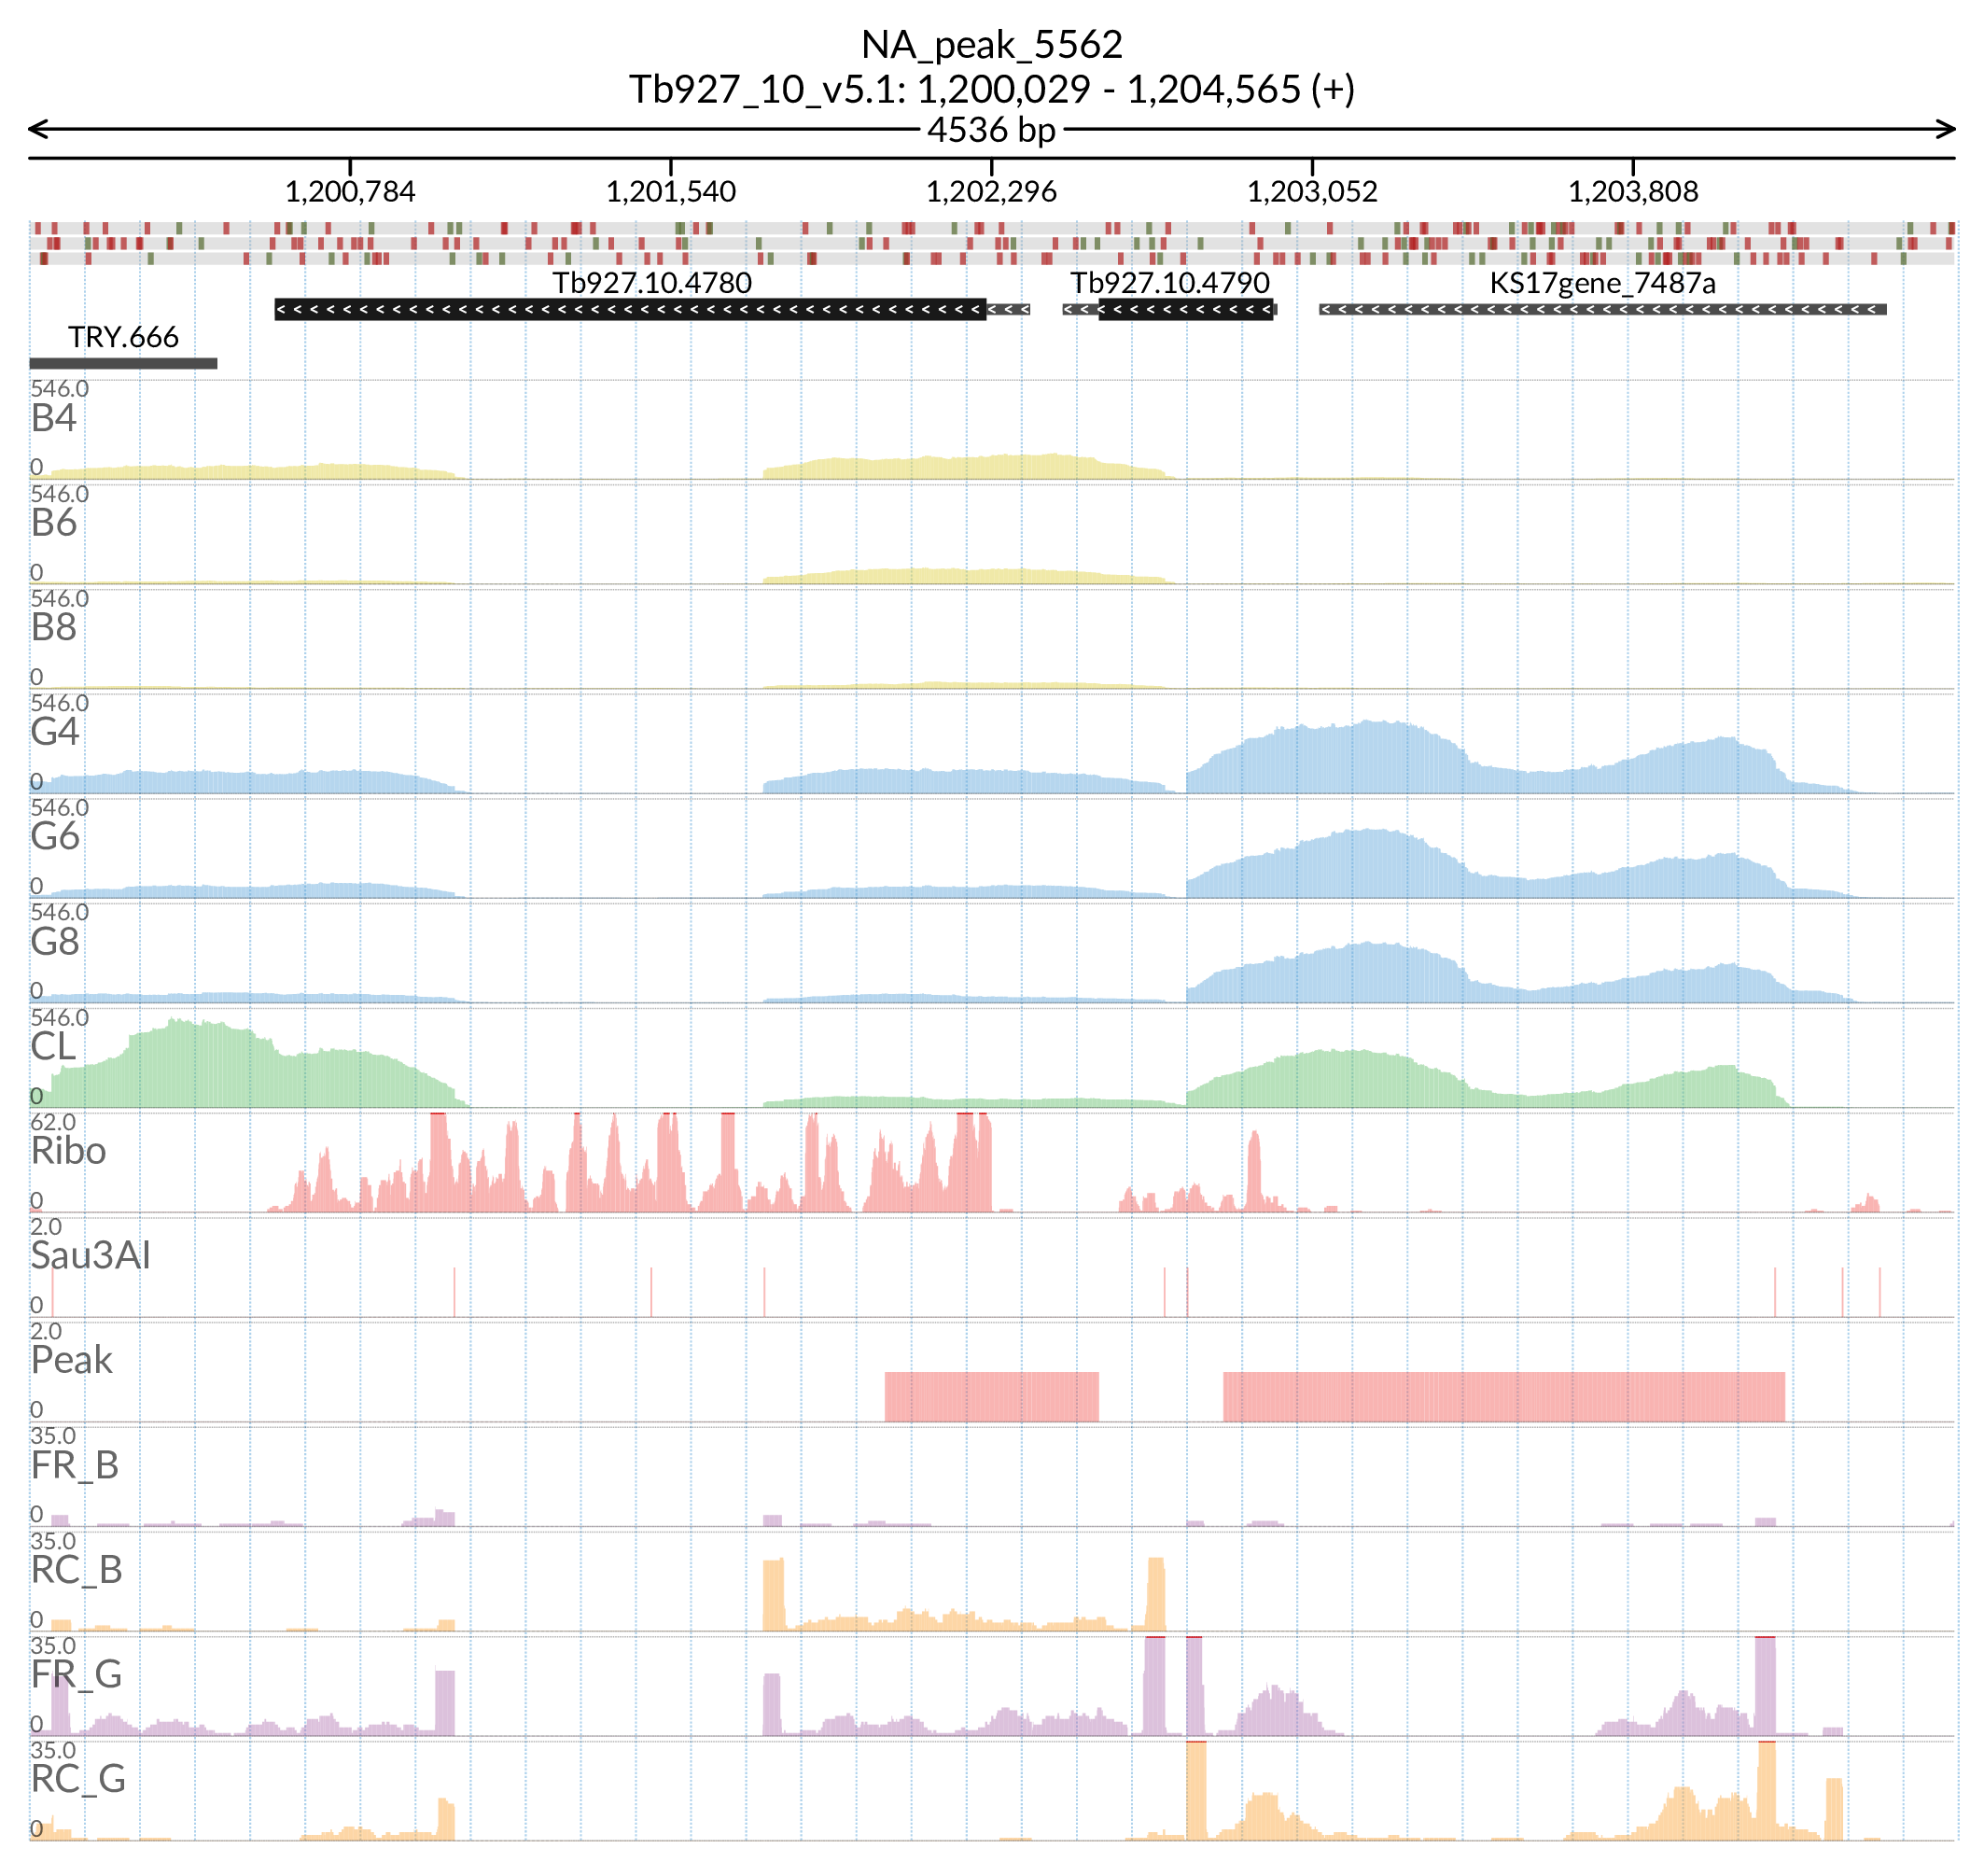 NA_peak_5562
Tb927_10_v5.1: 1,200,029 - 1,204,565 (+)
4536 bp
1,200,784 1,201,540 1,202,296 1,203,052 1,203,808
Tb927.10.4780 Tb927.10.4790 KS17gene_7487a
TRY.666
546.0
B4
0
546.0
B6
0
546.0
B8
0
546.0
G4
0
546.0
G6
0
546.0
G8
0
546.0
CL
0
62.0
Ribo
0
2.0
Sau3AI
0
2.0
Peak
0
35.0
FR_B
0
35.0
RC_B
0
35.0
FR_G
0
35.0
RC_G
0